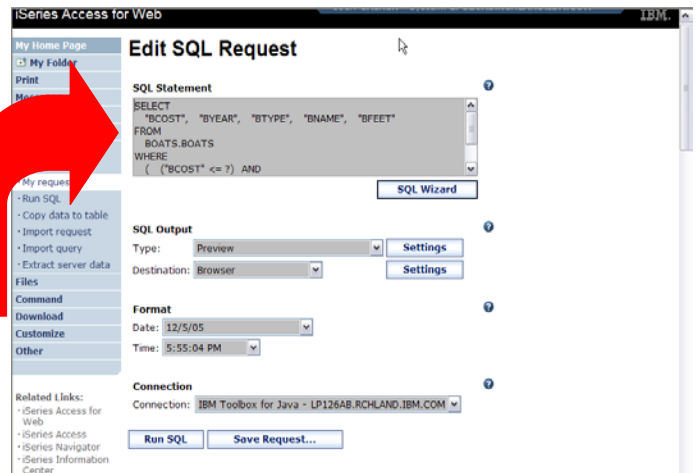 iSeries Access for Web
IBM.
My Home Page
My Folder
Print
My reques
Run SQL
Copy data to table
Import request
Import query
Extract server data
Files
Command
Download
Customize
Other
Related Links:
iSeries Access for
Web
iSeries Access
iSeries Navigator
iSeries Information
Center
Edit SQL Request
SQL Statement
SELECT
"BCOST", "BYEAR", "BTYPE", "BNAME", "BFEET"
FROM
BOATS.BOATS
WHERE
( ("BCOST" <= ?) AND
SQL Wizard
SQL Output
Type: Preview Settings
Destination: Browser Settings
Format
Date: 12/5/05
Time: 5:55:04 PM
Connection
Connection: IBM Toolbox for Java - LP126AB.RCHLAND.IBM.COM
Run SQL Save Request...